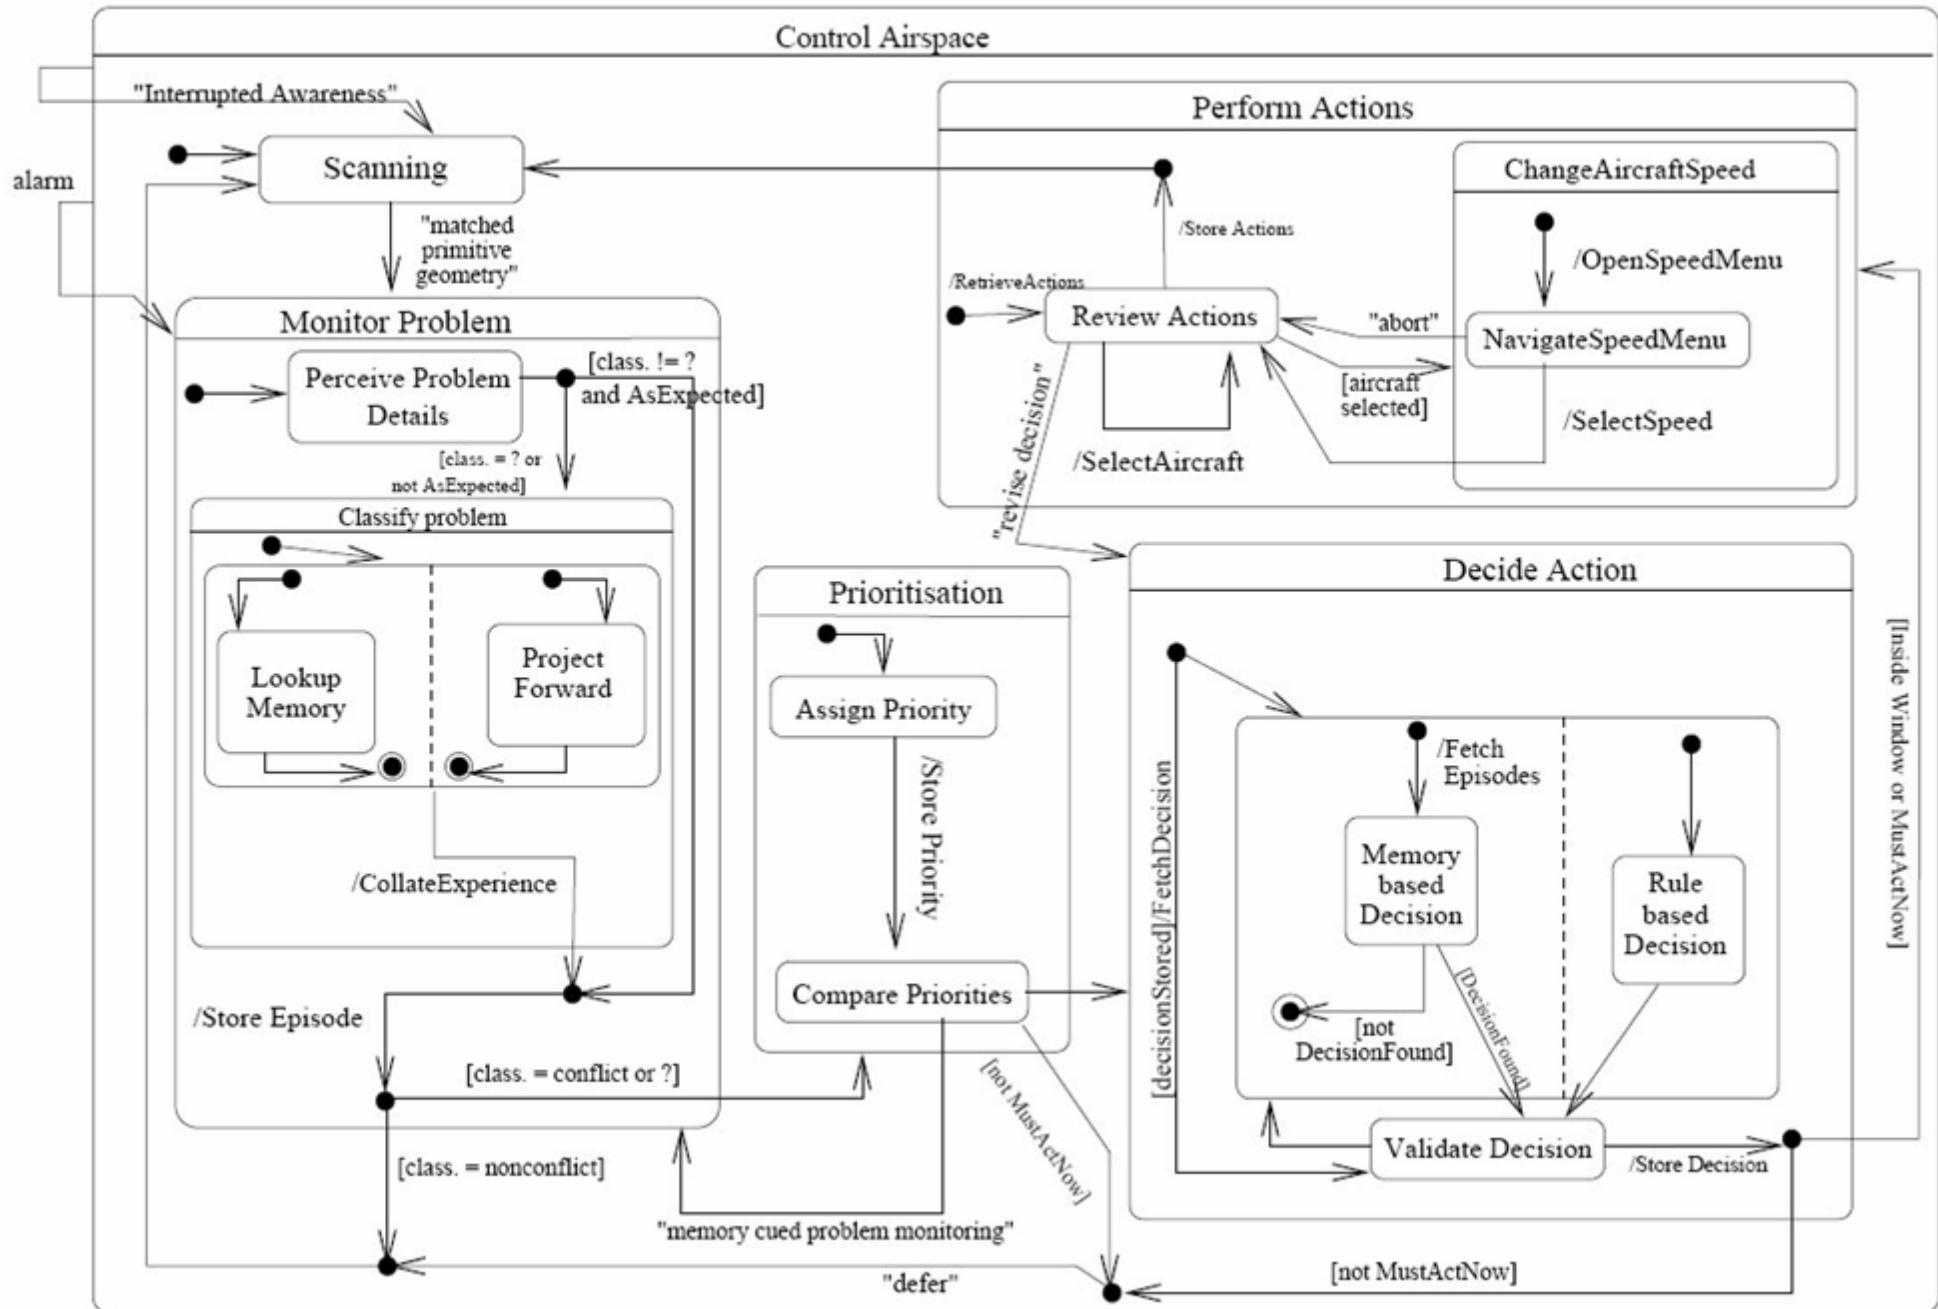 Control Airspace
"Interrupted Awareness"
Scanning
alarm
"matched
primitive
geometry"
Perform Actions
ChangeAircraftSpeed
/Store Actions
/OpenSpeedMenu
/RetrieveActions
Review Actions
"abort"
NavigateSpeedMenu
[aircraft
selected]
/SelectSpeed
/SelectAircraft
"revise decision"
Monitor Problem
Perceive Problem
Details
[class. != ?
and AsExpected]
[class. = ? or
not AsExpected]
Classify problem
Lookup
Memory
Project
Forward
/CollateExperience
/Store Episode
[class. = conflict or ?]
[class. = nonconflict]
Prioritisation
Assign Priority
/Store Priority
Compare Priorities
[not MustActNow]
"memory cued problem monitoring"
"defer"
Decide Action
[decisionStored]/FetchDecision
/Fetch
Episodes
Memory
based
Decision
Rule
based
Decision
[not
DecisionFound]
[DecisionFound]
Validate Decision
/Store Decision
[Inside Window or MustActNow]
[not MustActNow]